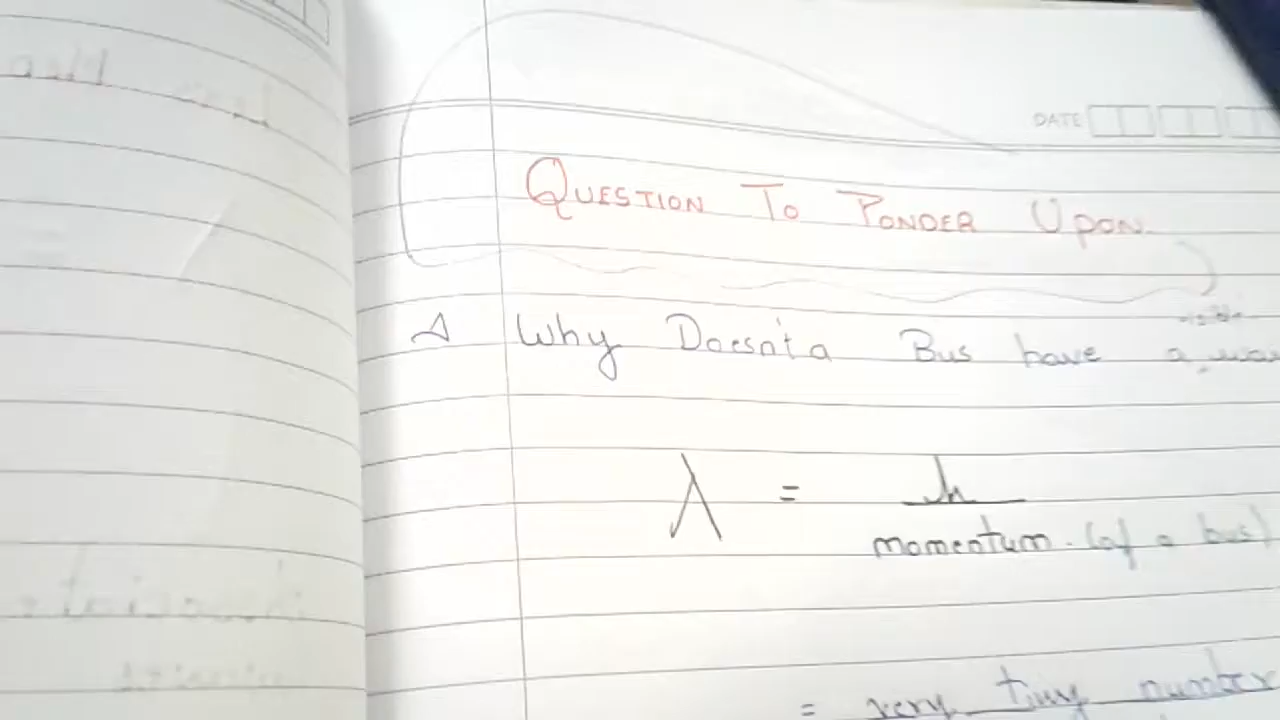 DATE
QUESTION TO PONDER UPON
Why Doesn't a Bus have a
λ = h
momentum. (of a bus)
= very tiny number